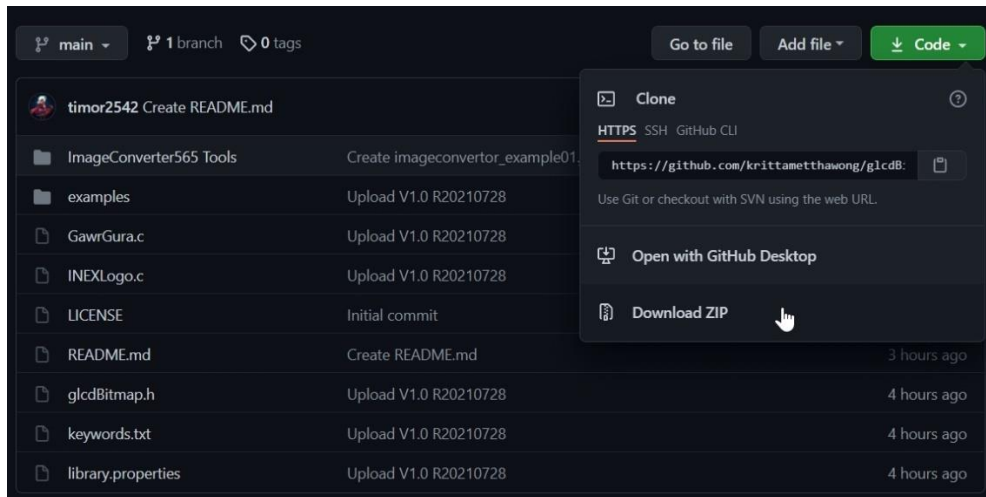 main 1 branch 0 tags Go to file Add file Code
timor2542 Create README.md
Clone
HTTPS SSH GitHub CLI
https://github.com/krittametthawong/glcdB:
Use Git or checkout with SVN using the web URL.
Open with GitHub Desktop
Download ZIP
ImageConverter565 Tools Create imageconvertor_example01.
examples Upload V1.0 R20210728
GawrGura.c Upload V1.0 R20210728
INEXLogo.c Upload V1.0 R20210728
LICENSE Initial commit
README.md Create README.md 3 hours ago
glcdBitmap.h Upload V1.0 R20210728 4 hours ago
keywords.txt Upload V1.0 R20210728 4 hours ago
library.properties Upload V1.0 R20210728 4 hours ago